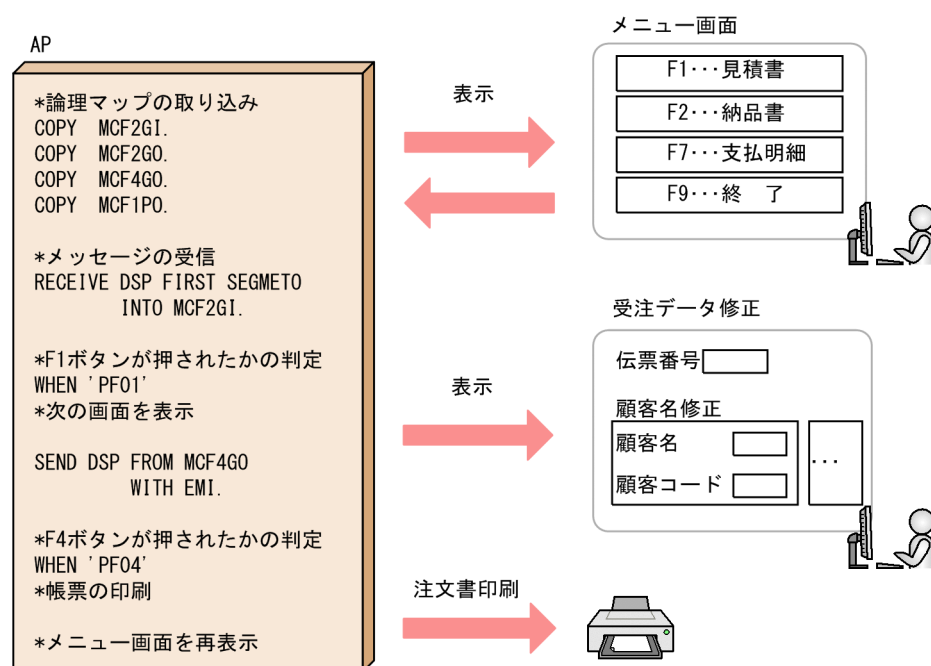 AP
*論理マップの取り込み
COPY MCF2GI.
COPY MCF2GO.
COPY MCF4GO.
COPY MCF1PO.
*メッセージの受信
RECEIVE DSP FIRST SEGMETO
INTO MCF2GI.
*F1ボタンが押されたかの判定
WHEN 'PF01'
*次の画面を表示
SEND DSP FROM MCF4GO
WITH EMI.
*F4ボタンが押されたかの判定
WHEN 'PF04'
*帳票の印刷
*メニュー画面を再表示
表示
メニュー画面
F1･･･見積書
F2･･･納品書
F7･･･支払明細
F9･･･終　了
表示
受注データ修正
伝票番号
顧客名修正
顧客名
顧客コード
...
注文書印刷